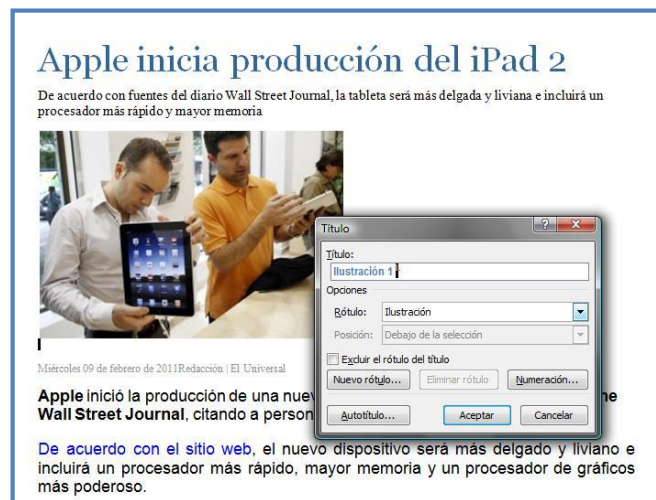 Apple inicia producción del iPad 2
De acuerdo con fuentes del diario Wall Street Journal, la tableta será más delgada y liviana e incluirá un
procesador más rápido y mayor memoria
Título
Título:
Ilustración 1
Opciones
Rótulo: Ilustración
Posición: Debajo de la selección
Excluir el rótulo del título
Nuevo rótulo... Eliminar rótulo Numeración...
Autotítulo... Aceptar Cancelar
Miércoles 09 de febrero de 2011Redacción | El Universal
Apple inició la producción de una
Wall Street Journal, citando a
De acuerdo con el sitio web, el nuevo dispositivo será más delgado y liviano e
incluirá un procesador más rápido, mayor memoria y un procesador de gráficos
más poderoso.